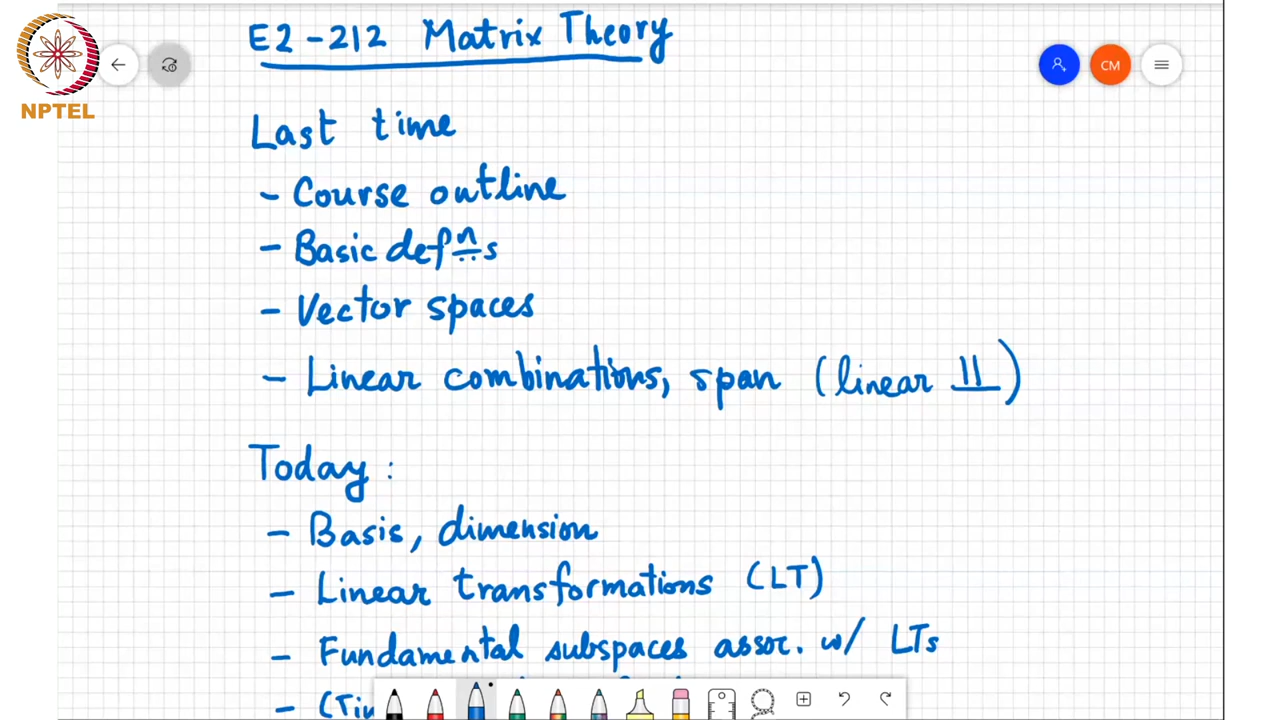 E2-212 Matrix Theory
NPTEL
CM
Last time
- Course outline
- Basic defns
- Vector spaces
- Linear combinations, span (linear ⫫)
Today :
- Basis, dimension
- Linear transformations (LT)
- Fundamental subspaces assoc. w/ LTs